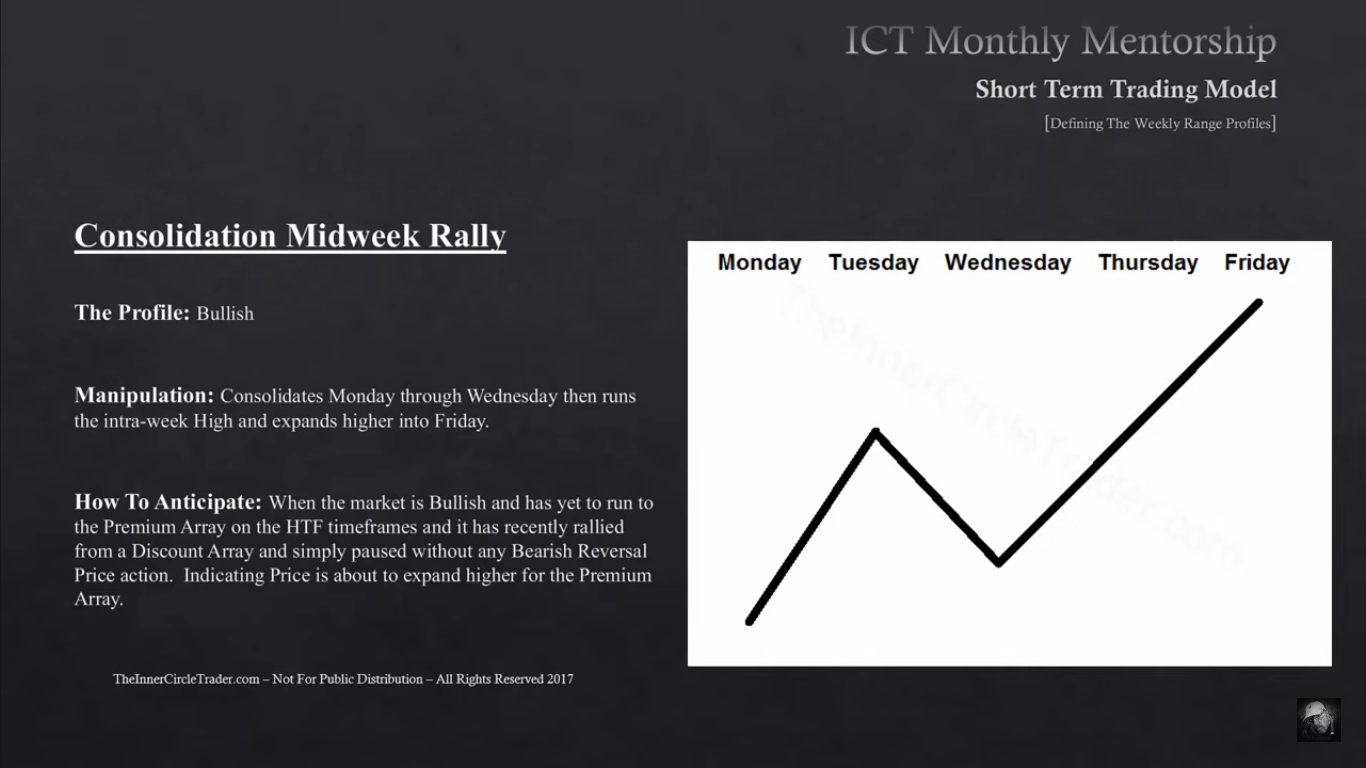 ICT Monthly Mentorship
Short Term Trading Model
[Defining The Weekly Range Profiles]
Consolidation Midweek Rally
The Profile: Bullish
Manipulation: Consolidates Monday through Wednesday then runs
the intra-week High and expands higher into Friday.
How To Anticipate: When the market is Bullish and has yet to run to
the Premium Array on the HTF timeframes and it has recently rallied
from a Discount Array and simply paused without any Bearish Reversal
Price action.  Indicating Price is about to expand higher for the Premium
Array.
Monday Tuesday Wednesday Thursday Friday
TheInnerCircleTrader.com
TheInnerCircleTrader.com – Not For Public Distribution – All Rights Reserved 2017